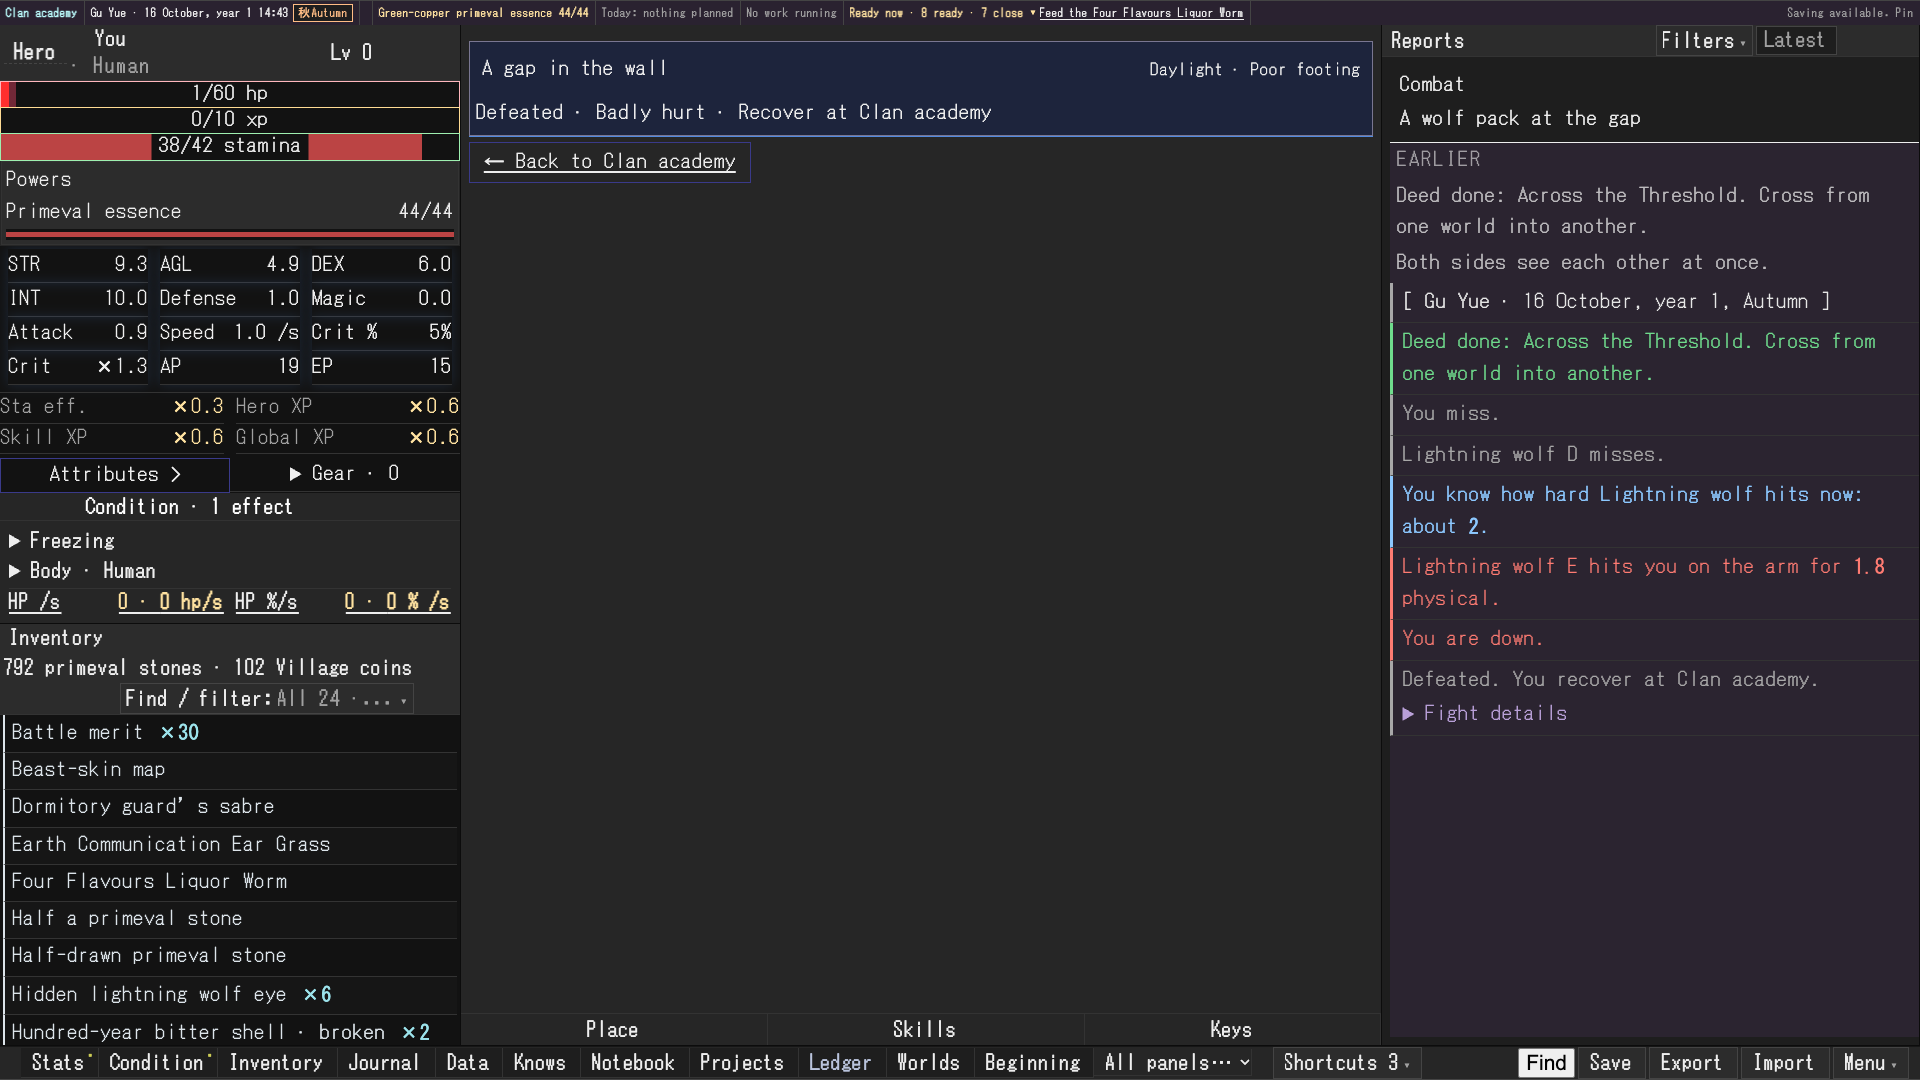 Clan academy Gu Yue · 16 October, year 1 14:43 秋Autumn Green-copper primeval essence 44/44 Today: nothing planned No work running Ready now · 8 ready · 7 close ▾ Feed the Four Flavours Liquor Worm Saving available. Pin
Hero · You Lv 0
Human
1/60 hp
0/10 xp
38/42 stamina
Powers
Primeval essence 44/44
STR 9.3 AGL 4.9 DEX 6.0
INT 10.0 Defense 1.0 Magic 0.0
Attack 0.9 Speed 1.0 /s Crit % 5%
Crit ×1.3 AP 19 EP 15
Sta eff. ×0.3 Hero XP ×0.6
Skill XP ×0.6 Global XP ×0.6
Attributes > ▶ Gear · 0
Condition · 1 effect
▶ Freezing
▶ Body · Human
HP /s 0 · 0 hp/s HP %/s 0 · 0 % /s
Inventory
792 primeval stones · 102 Village coins
Find / filter: All 24 ·... ▾
Battle merit ×30
Beast-skin map
Dormitory guard's sabre
Earth Communication Ear Grass
Four Flavours Liquor Worm
Half a primeval stone
Half-drawn primeval stone
Hidden lightning wolf eye ×6
Hundred-year bitter shell · broken ×2
A gap in the wall Daylight · Poor footing
Defeated · Badly hurt · Recover at Clan academy
← Back to Clan academy
Place Skills Keys
Reports Filters ▾ Latest
Combat
A wolf pack at the gap
EARLIER
Deed done: Across the Threshold. Cross from
one world into another.
Both sides see each other at once.
[ Gu Yue · 16 October, year 1, Autumn ]
Deed done: Across the Threshold. Cross from
one world into another.
You miss.
Lightning wolf D misses.
You know how hard Lightning wolf hits now:
about 2.
Lightning wolf E hits you on the arm for 1.8
physical.
You are down.
Defeated. You recover at Clan academy.
▶ Fight details
Stats Condition Inventory Journal Data Knows Notebook Projects Ledger Worlds Beginning All panels… Shortcuts 3 ▾ Find Save Export Import Menu ▾